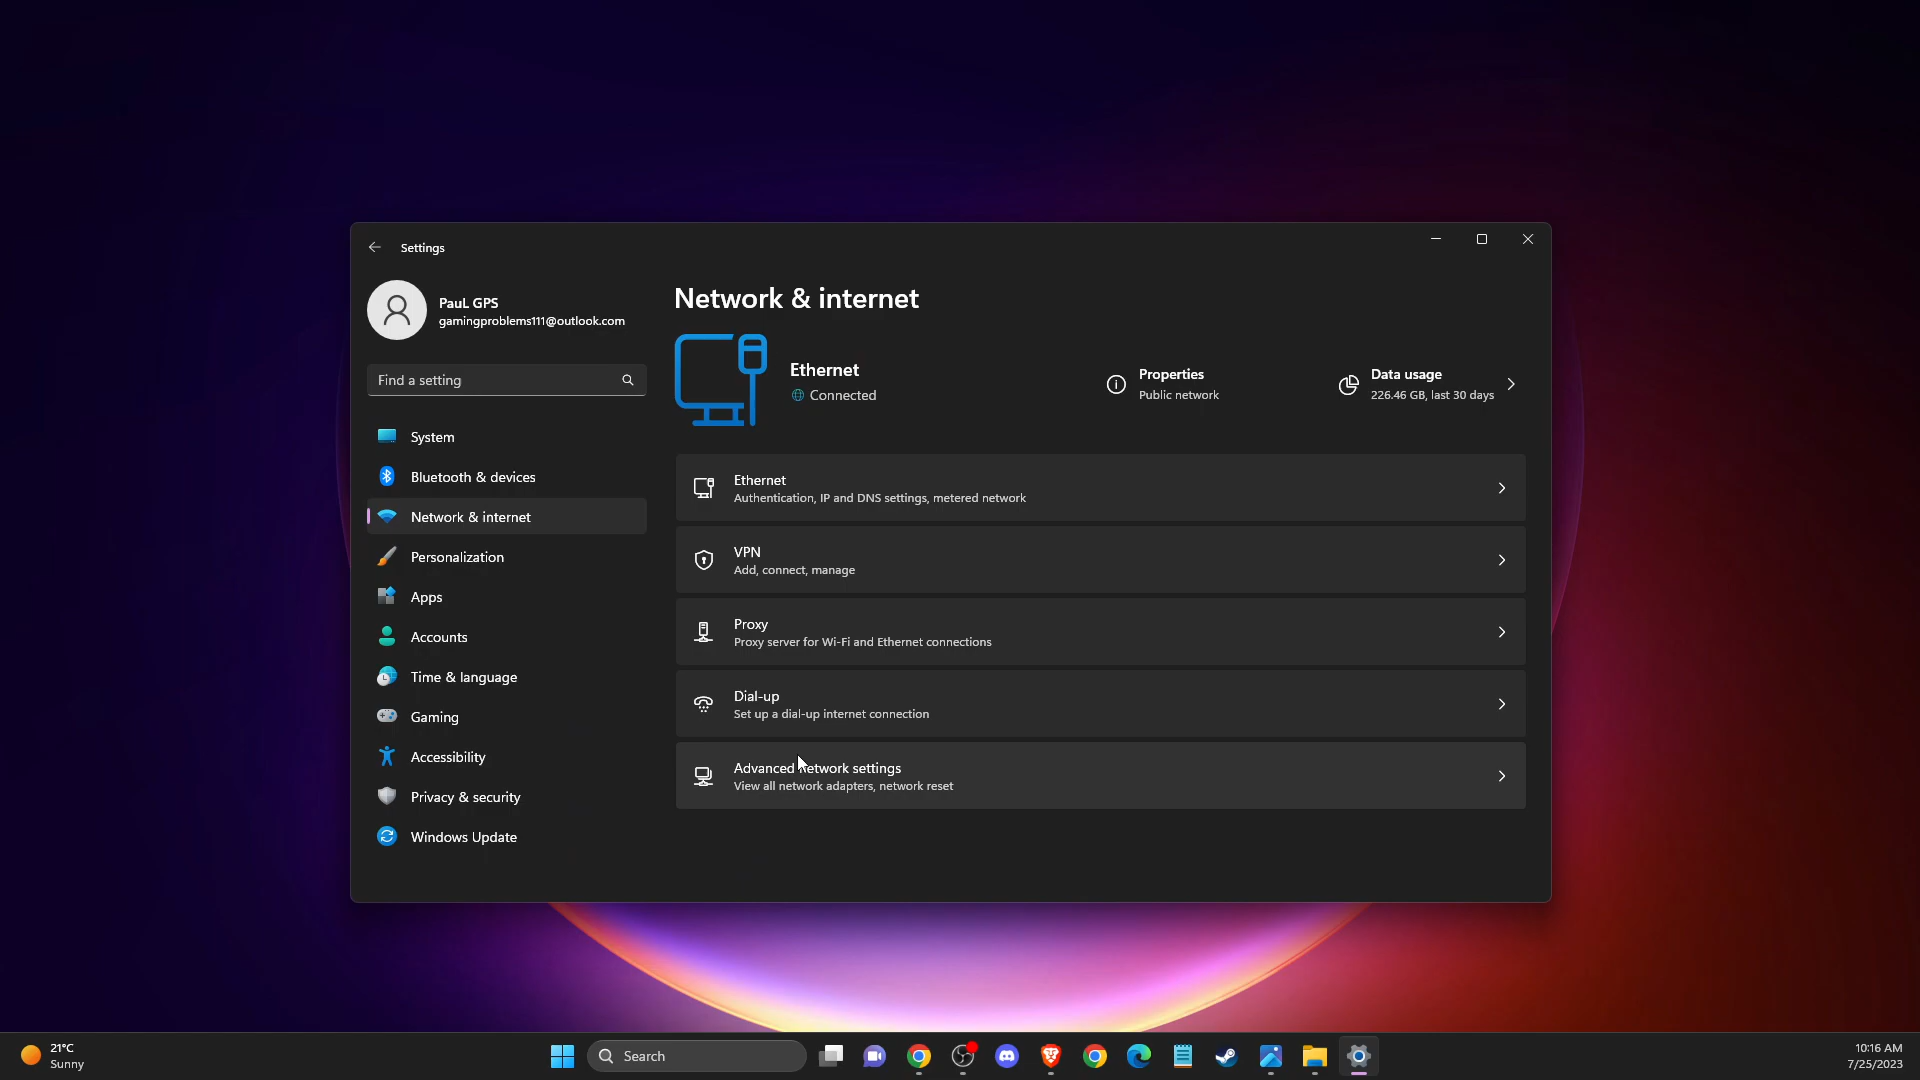 Settings
PauL GPS
gamingproblems111@outlook.com
Find a setting
System
Bluetooth & devices
Network & internet
Personalization
Apps
Accounts
Time & language
Gaming
Accessibility
Privacy & security
Windows Update
Network & internet
Ethernet
Connected
Properties
Public network
Data usage
226.46 GB, last 30 days
Ethernet
Authentication, IP and DNS settings, metered network
VPN
Add, connect, manage
Proxy
Proxy server for Wi-Fi and Ethernet connections
Dial-up
Set up a dial-up internet connection
Advanced network settings
View all network adapters, network reset
21°C
Sunny
Search
10:16 AM
7/25/2023